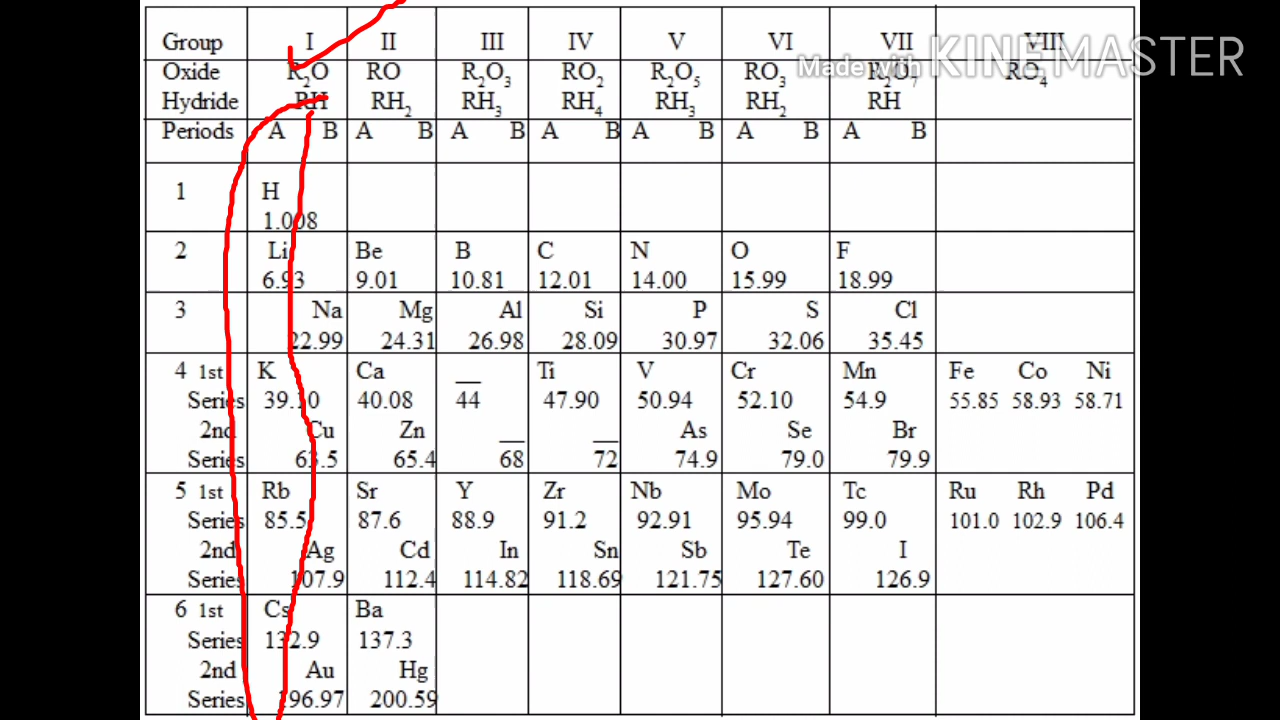 Group I II III IV V VI VII VIII
Oxide R₂O RO R₂O₃ RO₂ R₂O₅ RO₃ R₂O₇ RO₄
Hydride RH RH₂ RH₃ RH₄ RH₃ RH₂ RH
Periods A B A B A B A B A B A B A B
1 H
1.008
2 Li Be B C N O F
6.93 9.01 10.81 12.01 14.00 15.99 18.99
3 Na Mg Al Si P S Cl
22.99 24.31 26.98 28.09 30.97 32.06 35.45
4 1st K Ca __ Ti V Cr Mn Fe Co Ni
Series 39.10 40.08 44 47.90 50.94 52.10 54.9 55.85 58.93 58.71
2nd Cu Zn __ __ As Se Br
Series 63.5 65.4 68 72 74.9 79.0 79.9
5 1st Rb Sr Y Zr Nb Mo Tc Ru Rh Pd
Series 85.5 87.6 88.9 91.2 92.91 95.94 99.0 101.0 102.9 106.4
2nd Ag Cd In Sn Sb Te I
Series 107.9 112.4 114.82 118.69 121.75 127.60 126.9
6 1st Cs Ba
Series 132.9 137.3
2nd Au Hg
Series 196.97 200.59
Made with KINEMASTER